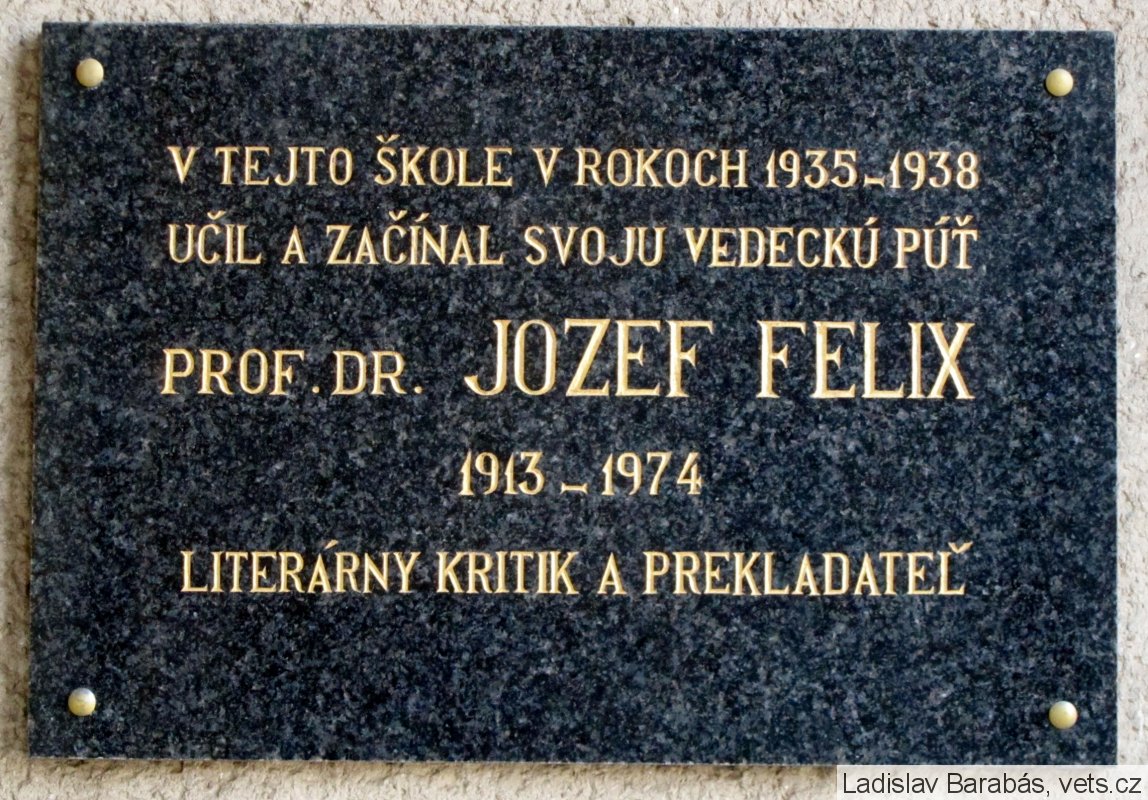 V TEJTO ŠKOLE V ROKOCH 1935-1938
UČIL A ZAČÍNAL SVOJU VEDECKÚ PÚŤ
PROF. DR. JOZEF FELIX
1913 - 1974
LITERÁRNY KRITIK A PREKLADATEĽ
Ladislav Barabás, vets.cz